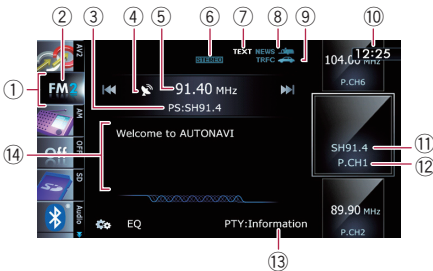 ② ③ ④ ⑤ ⑥ ⑦ ⑧ ⑨ ⑩
AV2
TEXT NEWS
TRFC
104.00 MHz
12:25
P.CH6
①
FM2
91.40 MHz
PS:SH91.4
AM
Welcome to AUTONAVI
OFF
Off
SH91.4
⑪
P.CH1
⑫
⑭
SD
89.90 MHz
P.CH2
Audio
EQ
PTY:Information
⑬